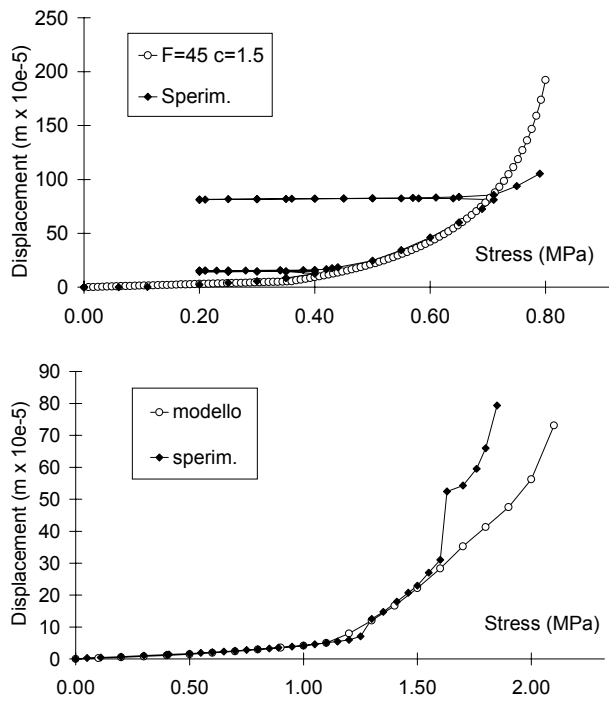 250
200
150
100
50
0
Displacement (m x 10e-5)
F=45 c=1.5
Sperim.
Stress (MPa)
0.00 0.20 0.40 0.60 0.80
90
80
70
60
50
40
30
20
10
0
Displacement (m x 10e-5)
modello
sperim.
Stress (MPa)
0.00 0.50 1.00 1.50 2.00